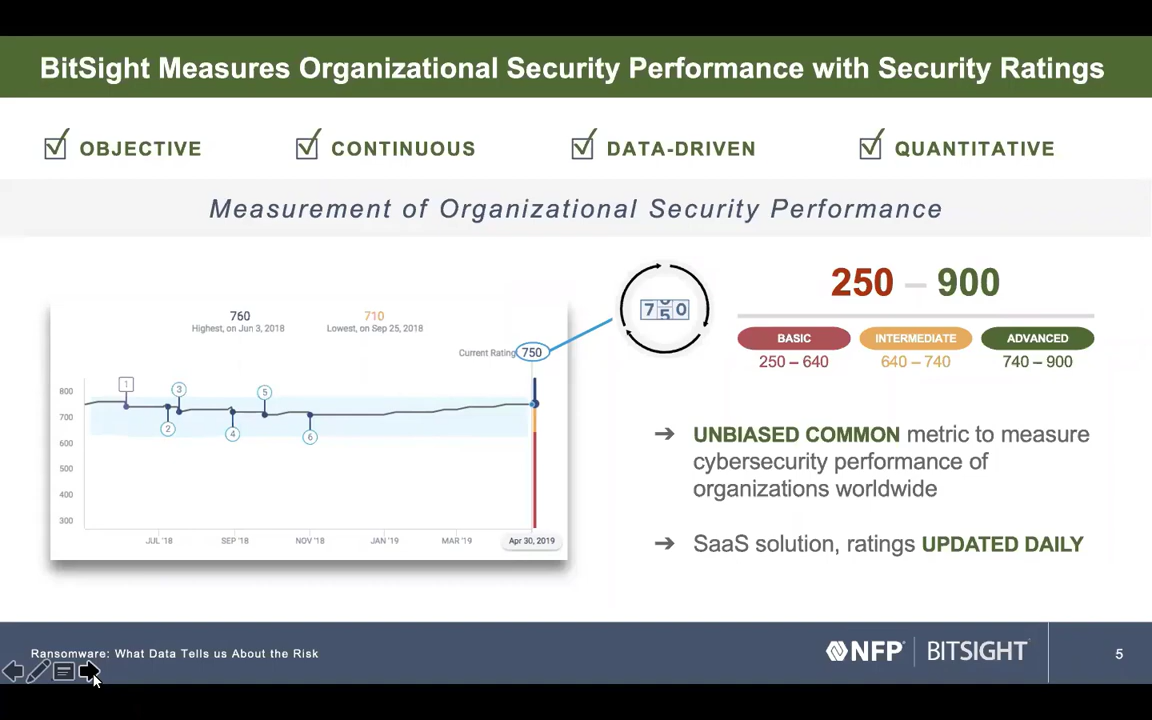 BitSight Measures Organizational Security Performance with Security Ratings
OBJECTIVE
CONTINUOUS
DATA-DRIVEN
QUANTITATIVE
Measurement of Organizational Security Performance
760
Highest, on Jun 3, 2018
710
Lowest, on Sep 25, 2018
Current Rating
750
800
700
600
500
400
300
1
2
3
4
5
6
JUL '18
SEP '18
NOV '18
JAN '19
MAR '19
Apr 30, 2019
750
250 – 900
BASIC
250 – 640
INTERMEDIATE
640 – 740
ADVANCED
740 – 900
➔ UNBIASED COMMON metric to measure
cybersecurity performance of
organizations worldwide
➔ SaaS solution, ratings UPDATED DAILY
Ransomware: What Data Tells us About the Risk
NFP
BITSIGHT
5